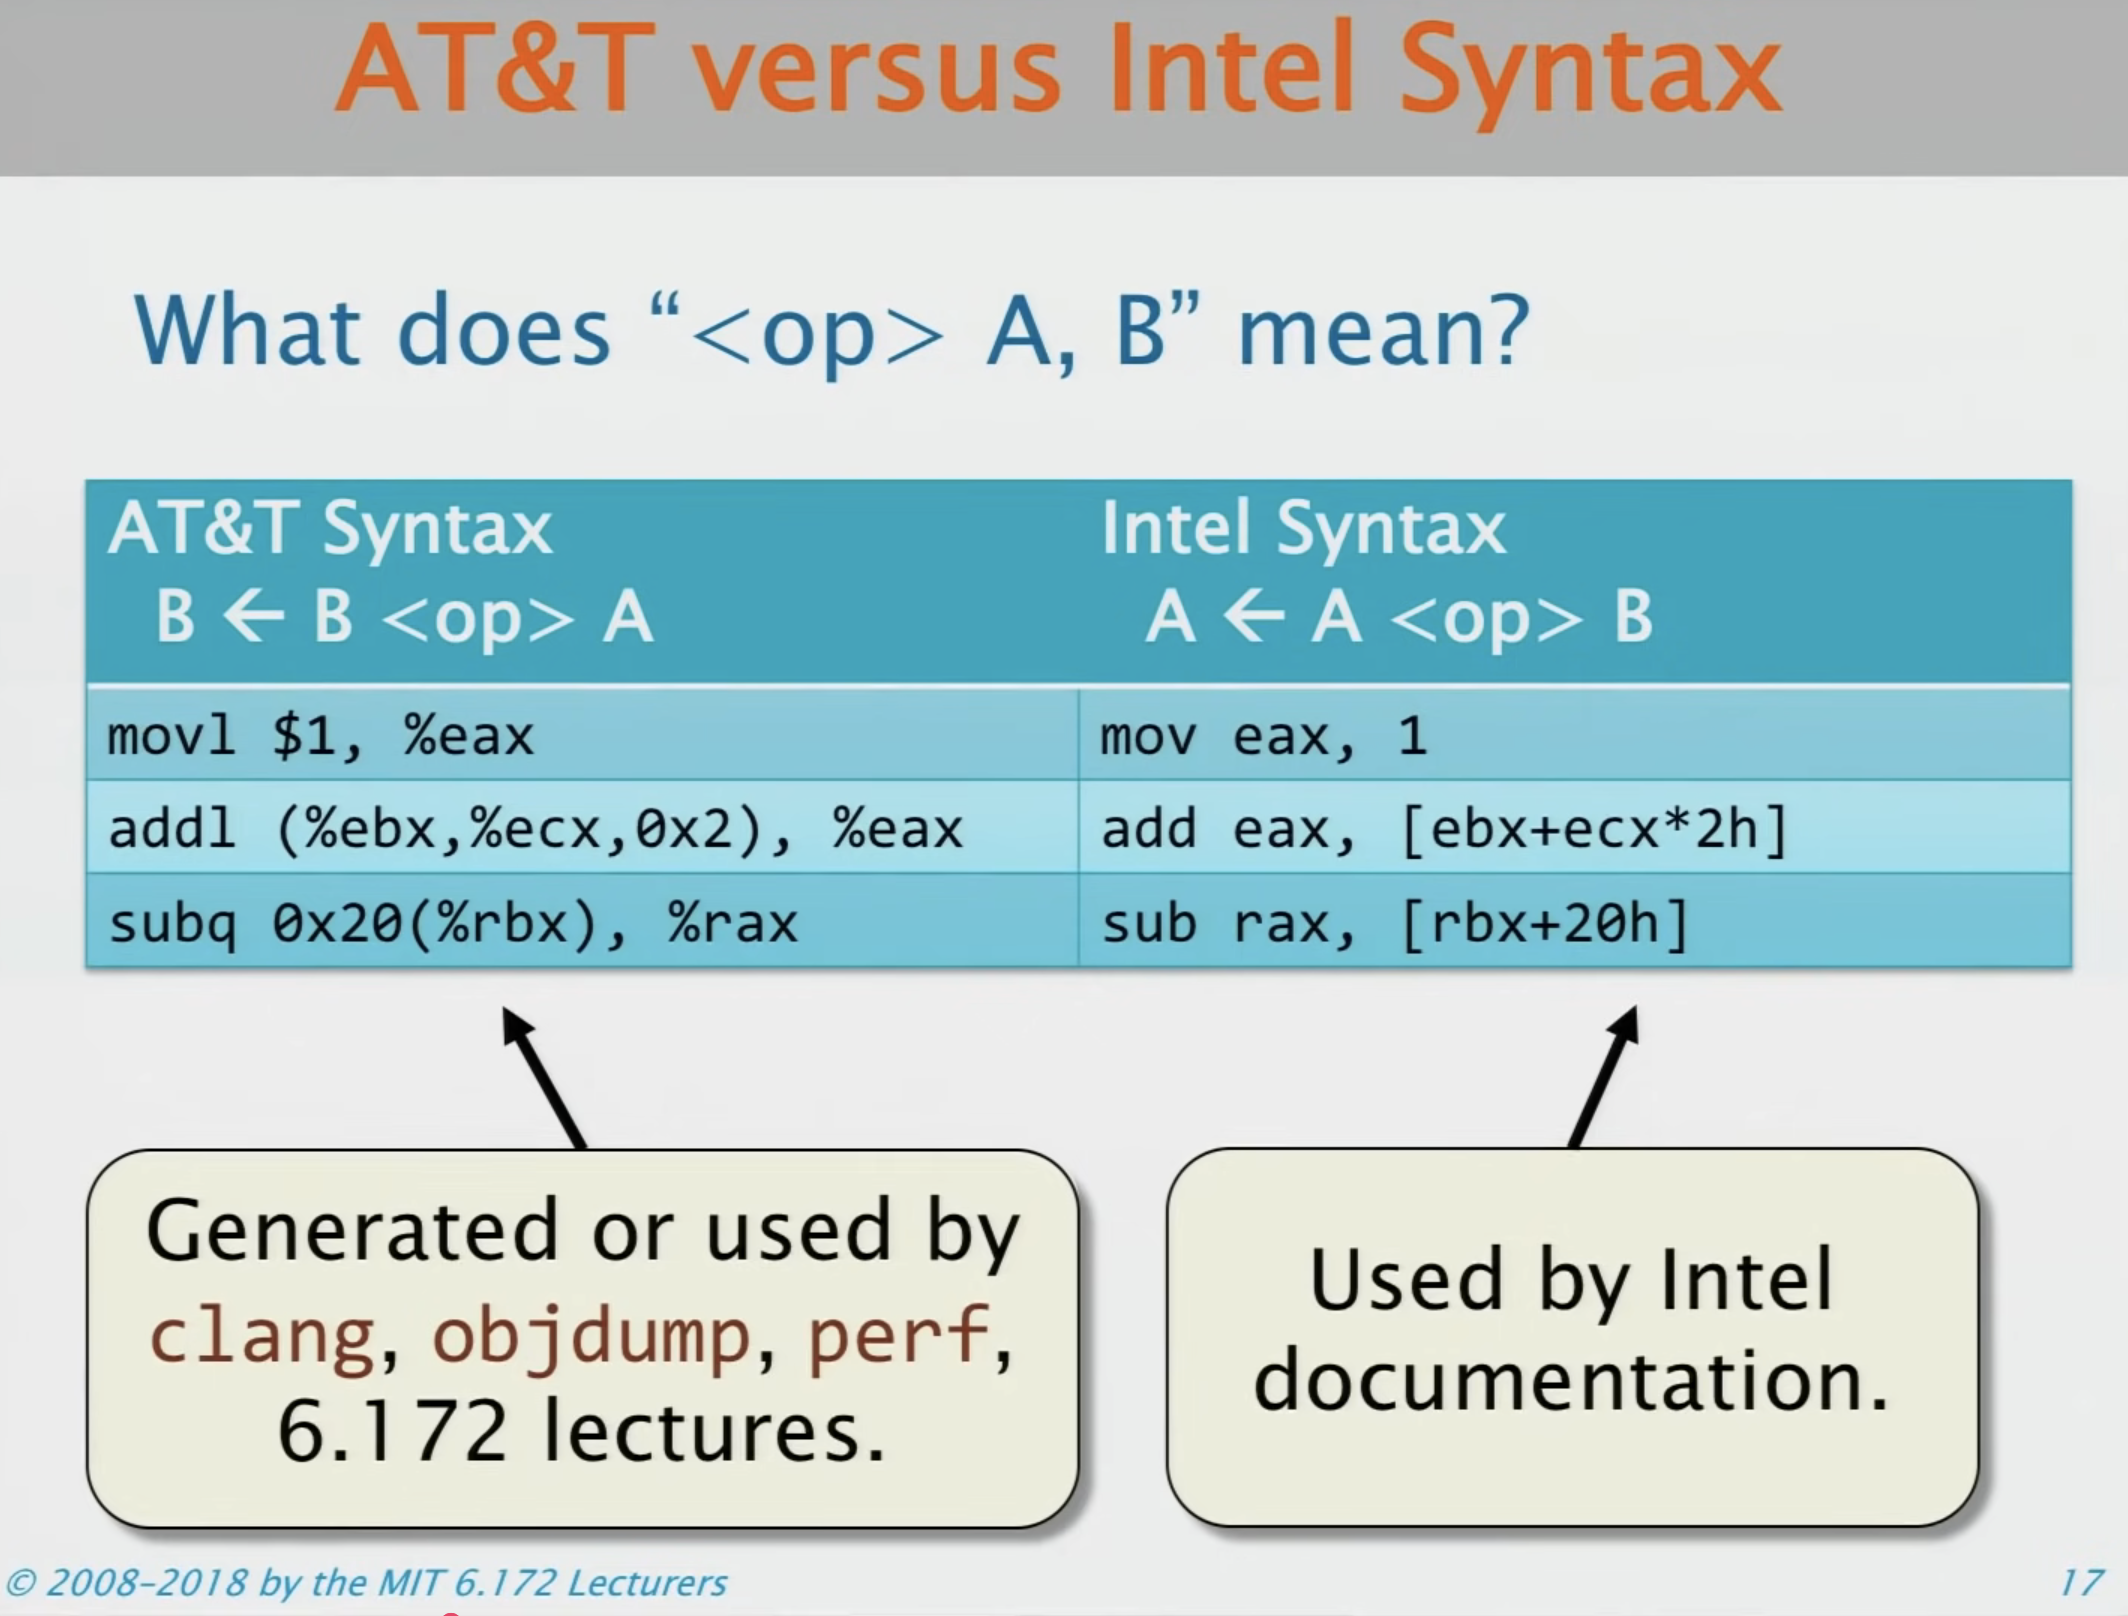 AT&T versus Intel Syntax
What does “<op> A, B” mean?
AT&T Syntax
B ← B <op> A
Intel Syntax
A ← A <op> B
movl $1, %eax
mov eax, 1
addl (%ebx,%ecx,0x2), %eax
add eax, [ebx+ecx*2h]
subq 0x20(%rbx), %rax
sub rax, [rbx+20h]
Generated or used by
clang, objdump, perf,
6.172 lectures.
Used by Intel
documentation.
© 2008–2018 by the MIT 6.172 Lecturers
17